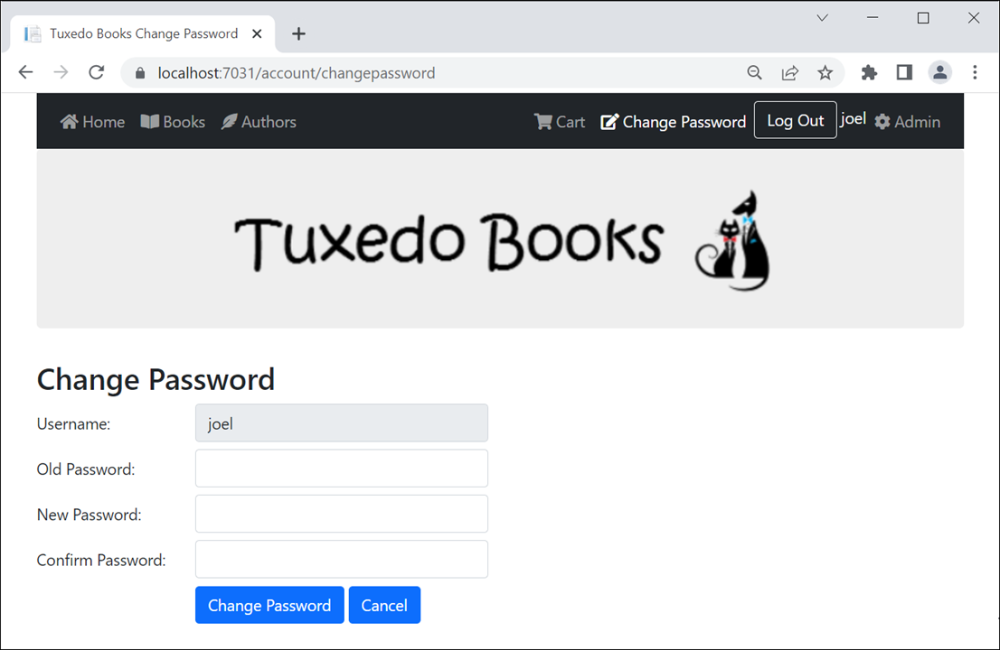 Tuxedo Books Change Password
localhost:7031/account/changepassword
Home Books Authors Cart Change Password Log Out joel Admin
Tuxedo Books
Change Password
Username: joel
Old Password:
New Password:
Confirm Password:
Change Password Cancel